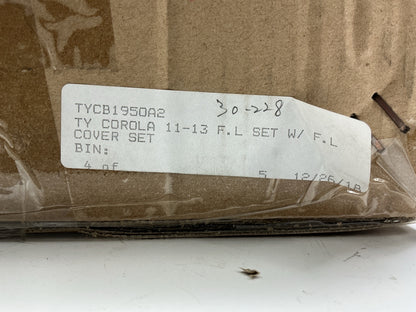 TYCB1950A2
30-228
TY COROLA 11-13 F.L SET W/ F.L
COVER SET
BIN:
4 of 5 12/26/18